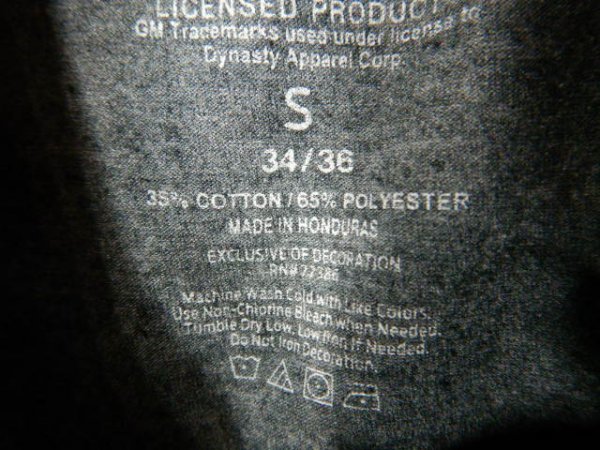 LICENSED PRODUCT
GM Trademarks used under license to
Dynasty Apparel Corp.
S
34/36
35% COTTON / 65% POLYESTER
MADE IN HONDURAS
EXCLUSIVE OF DECORATION
RN#
Machine Wash Cold with Like Colors.
Use Non-Chlorine Bleach when Needed.
Tumble Dry Low. Low Iron If Needed.
Do Not Iron Decoration.